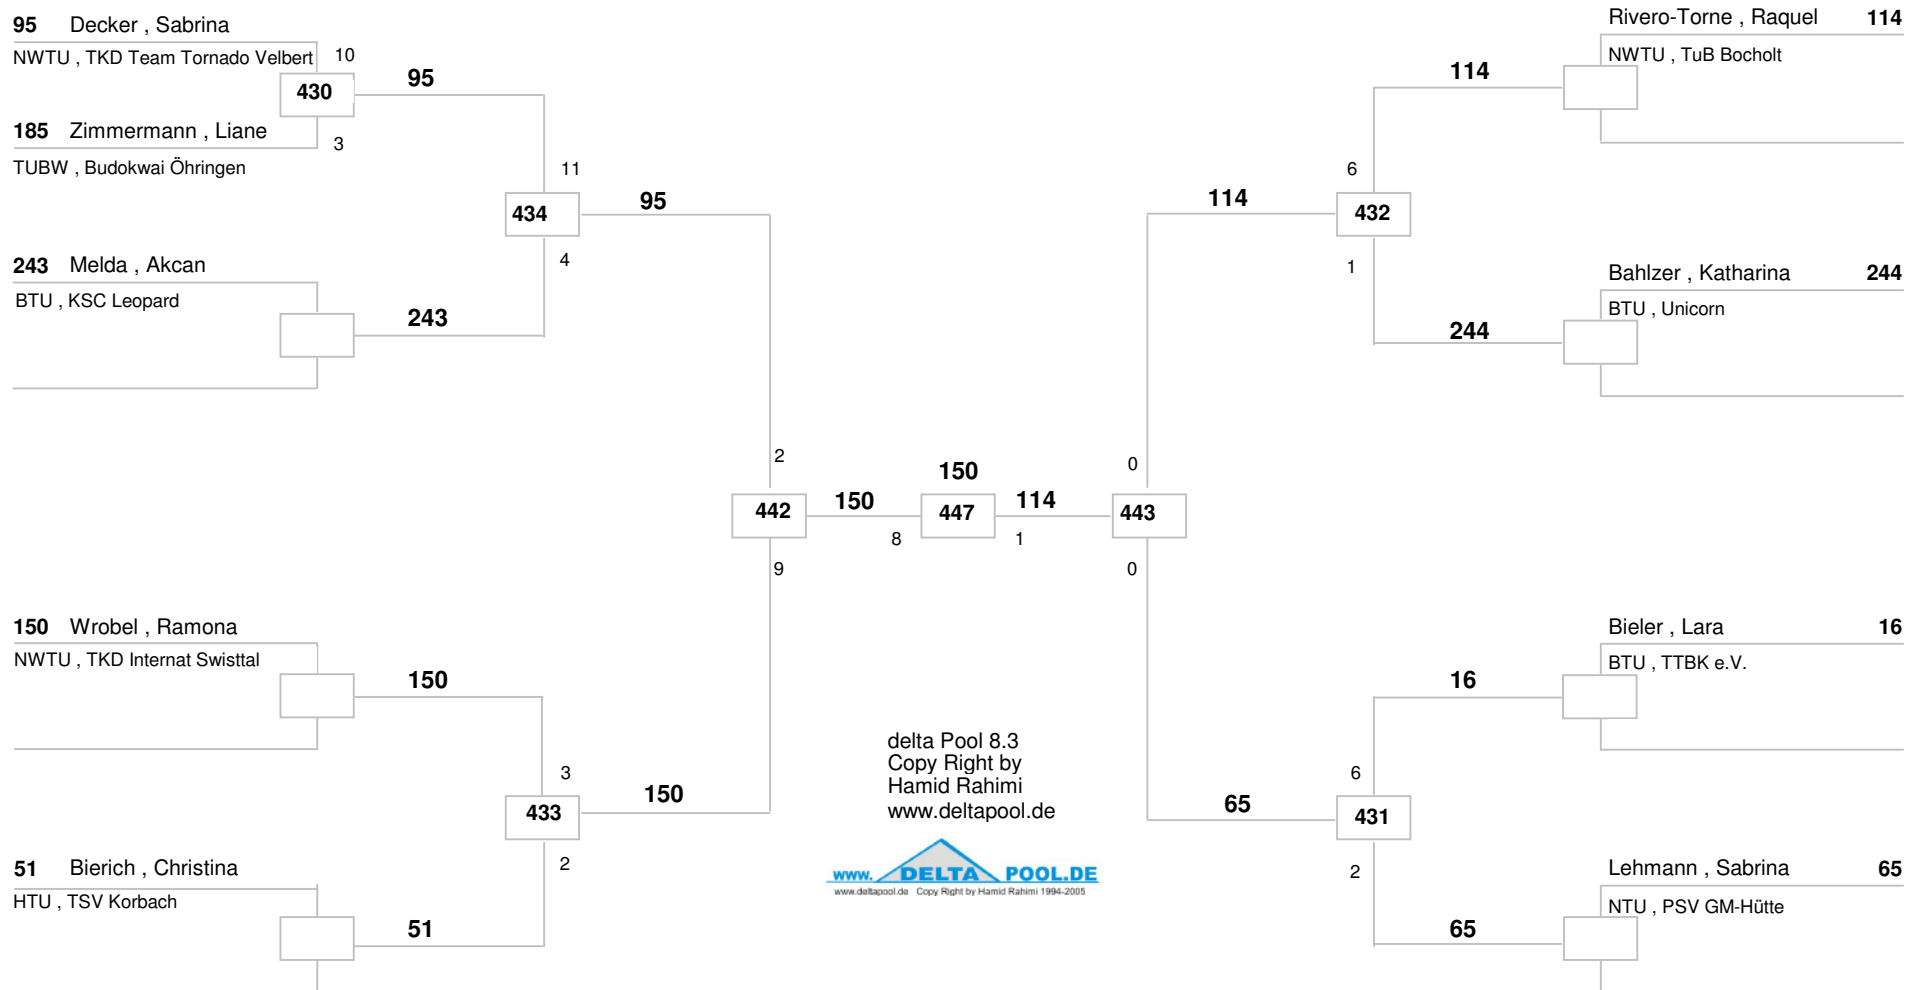 95 Decker , Sabrina
NWTU , TKD Team Tornado Velbert
10
430
95
185 Zimmermann , Liane
3
TUBW , Budokwai Öhringen
11
434
95
4
243 Melda , Akcan
BTU , KSC Leopard
243
2
442
150
9
150 Wrobel , Ramona
NWTU , TKD Internat Swisttal
150
3
433
150
2
51 Bierich , Christina
HTU , TSV Korbach
51
150
447
8
1
114
443
0
0
Rivero-Torne , Raquel 114
NWTU , TuB Bocholt
114
6
114
432
1
Bahlzer , Katharina 244
BTU , Unicorn
244
Bieler , Lara 16
BTU , TTBK e.V.
16
6
65
431
2
Lehmann , Sabrina 65
NTU , PSV GM-Hütte
65
delta Pool 8.3
Copy Right by
Hamid Rahimi
www.deltapool.de
www. DELTA POOL.DE
www.deltapool.de Copy Right by Hamid Rahimi 1994-2005